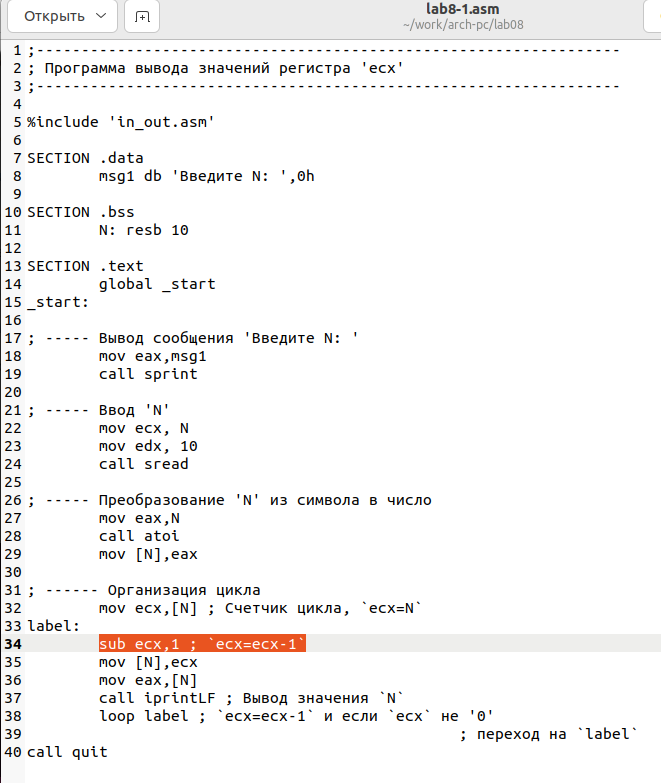 Открыть
lab8-1.asm
~/work/arch-pc/lab08
1 ;-----------------------------------------------------------------
2 ; Программа вывода значений регистра 'ecx'
3 ;-----------------------------------------------------------------
4
5 %include 'in_out.asm'
6
7 SECTION .data
8 msg1 db 'Введите N: ',0h
9
10 SECTION .bss
11 N: resb 10
12
13 SECTION .text
14 global _start
15 _start:
16
17 ; ----- Вывод сообщения 'Введите N: '
18 mov eax,msg1
19 call sprint
20
21 ; ----- Ввод 'N'
22 mov ecx, N
23 mov edx, 10
24 call sread
25
26 ; ----- Преобразование 'N' из символа в число
27 mov eax,N
28 call atoi
29 mov [N],eax
30
31 ; ------ Организация цикла
32 mov ecx,[N] ; Счетчик цикла, `ecx=N`
33 label:
34 sub ecx,1 ; `ecx=ecx-1`
35 mov [N],ecx
36 mov eax,[N]
37 call iprintLF ; Вывод значения `N`
38 loop label ; `ecx=ecx-1` и если `ecx` не '0'
39 ; переход на `label`
40 call quit